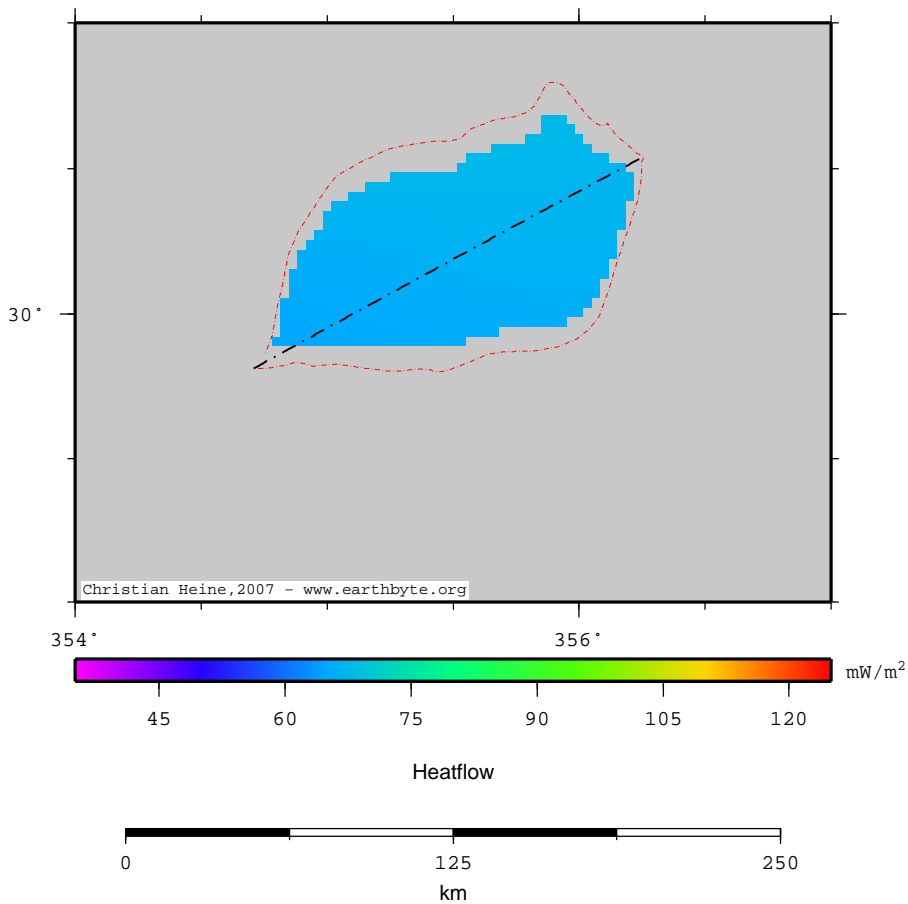 30°
Christian Heine,2007 - www.earthbyte.org
354° 356°
mW/m²
45 60 75 90 105 120
Heatflow
0 125 250
km